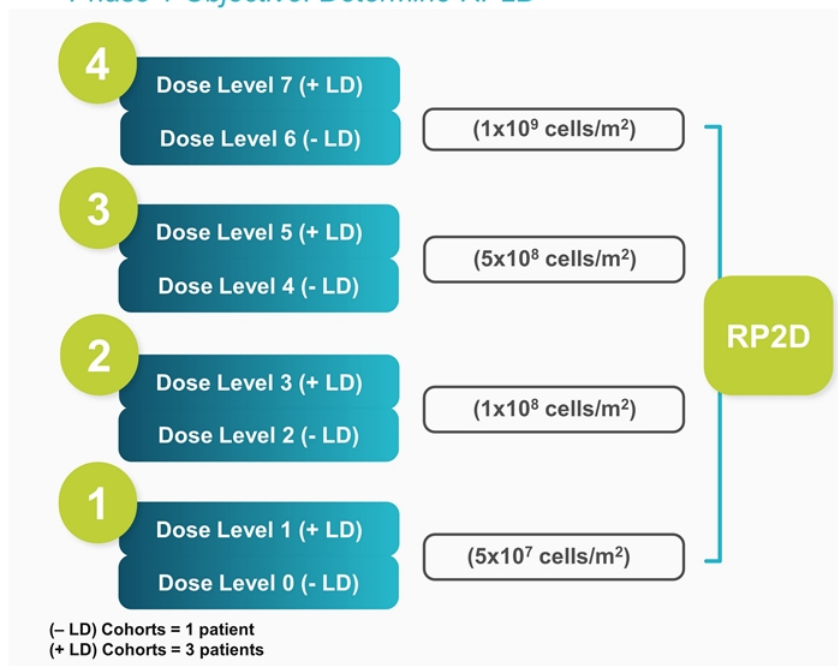 4
Dose Level 7 (+ LD)
Dose Level 6 (- LD)
(1x10⁹ cells/m²)
3
Dose Level 5 (+ LD)
Dose Level 4 (- LD)
(5x10⁸ cells/m²)
2
Dose Level 3 (+ LD)
Dose Level 2 (- LD)
(1x10⁸ cells/m²)
1
Dose Level 1 (+ LD)
Dose Level 0 (- LD)
(5x10⁷ cells/m²)
RP2D
(– LD) Cohorts = 1 patient
(+ LD) Cohorts = 3 patients